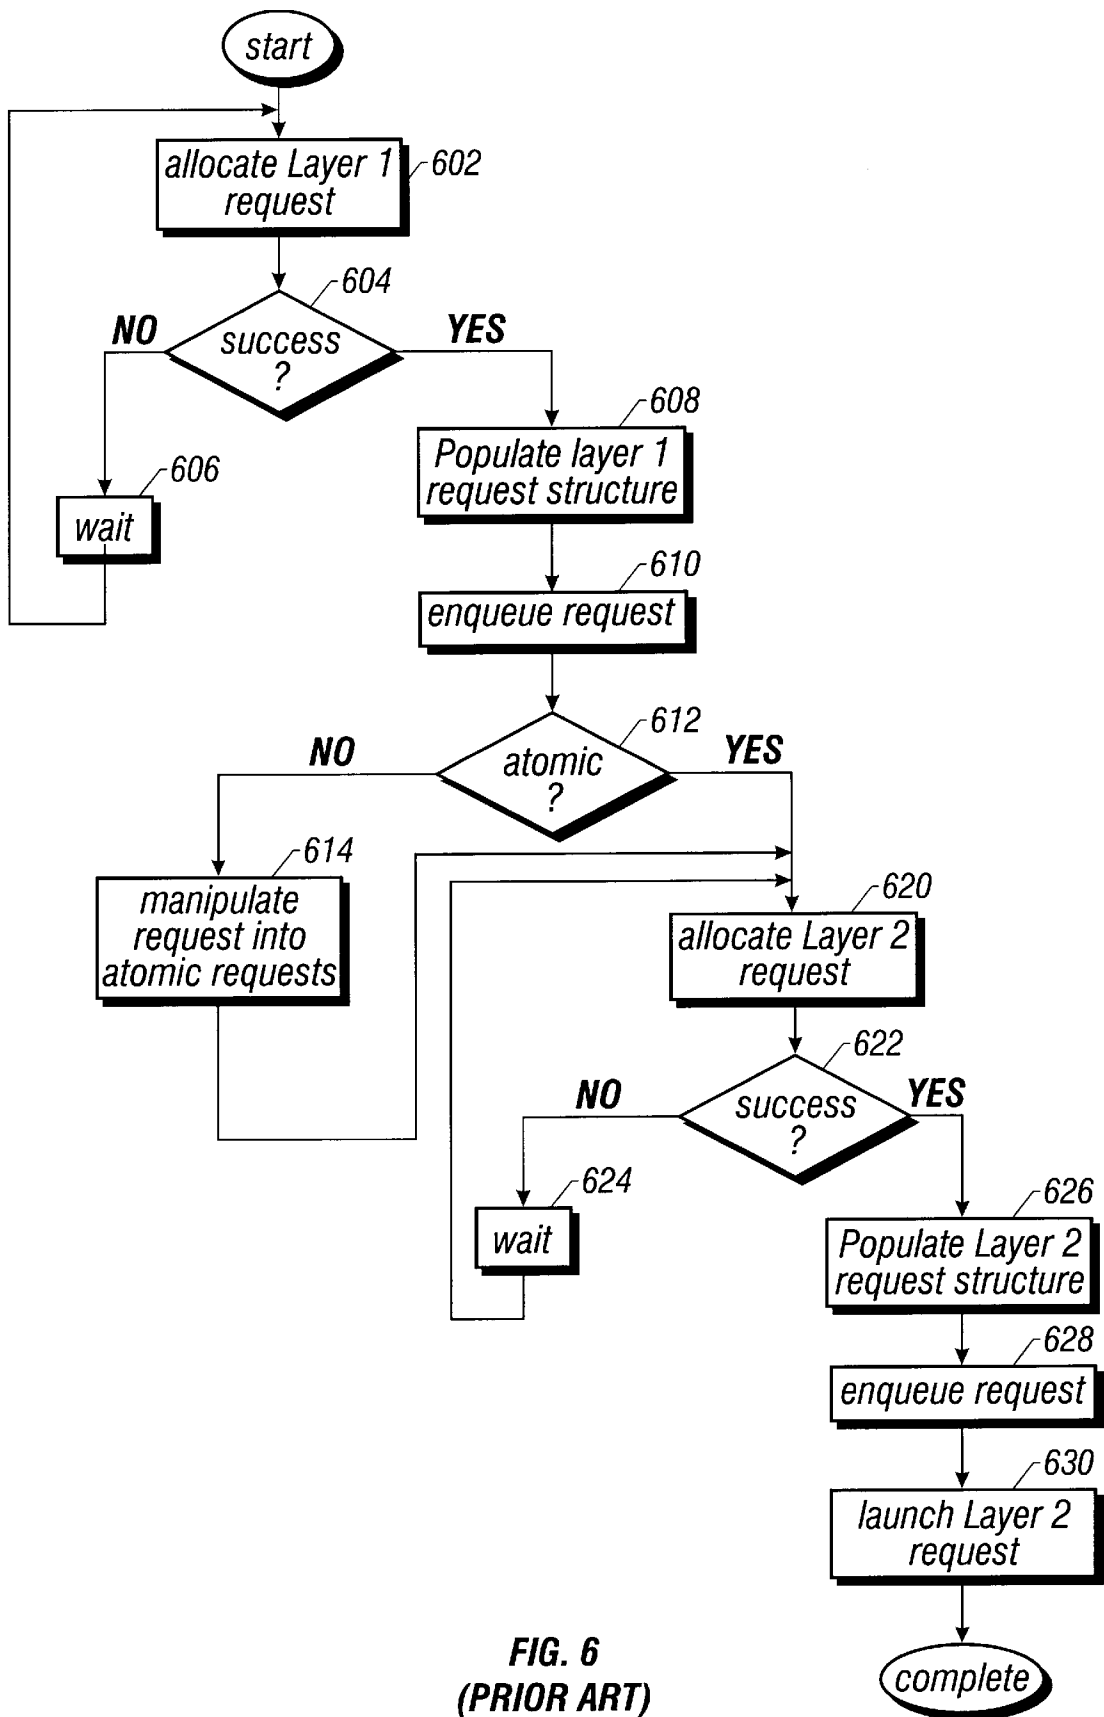 start
allocate Layer 1
request
602
604
NO
YES
success
?
608
Populate layer 1
request structure
606
wait
610
enqueue request
612
NO
YES
atomic
?
614
manipulate
request into
atomic requests
620
allocate Layer 2
request
622
NO
YES
success
?
624
wait
626
Populate Layer 2
request structure
628
enqueue request
630
launch Layer 2
request
complete
FIG. 6
(PRIOR ART)